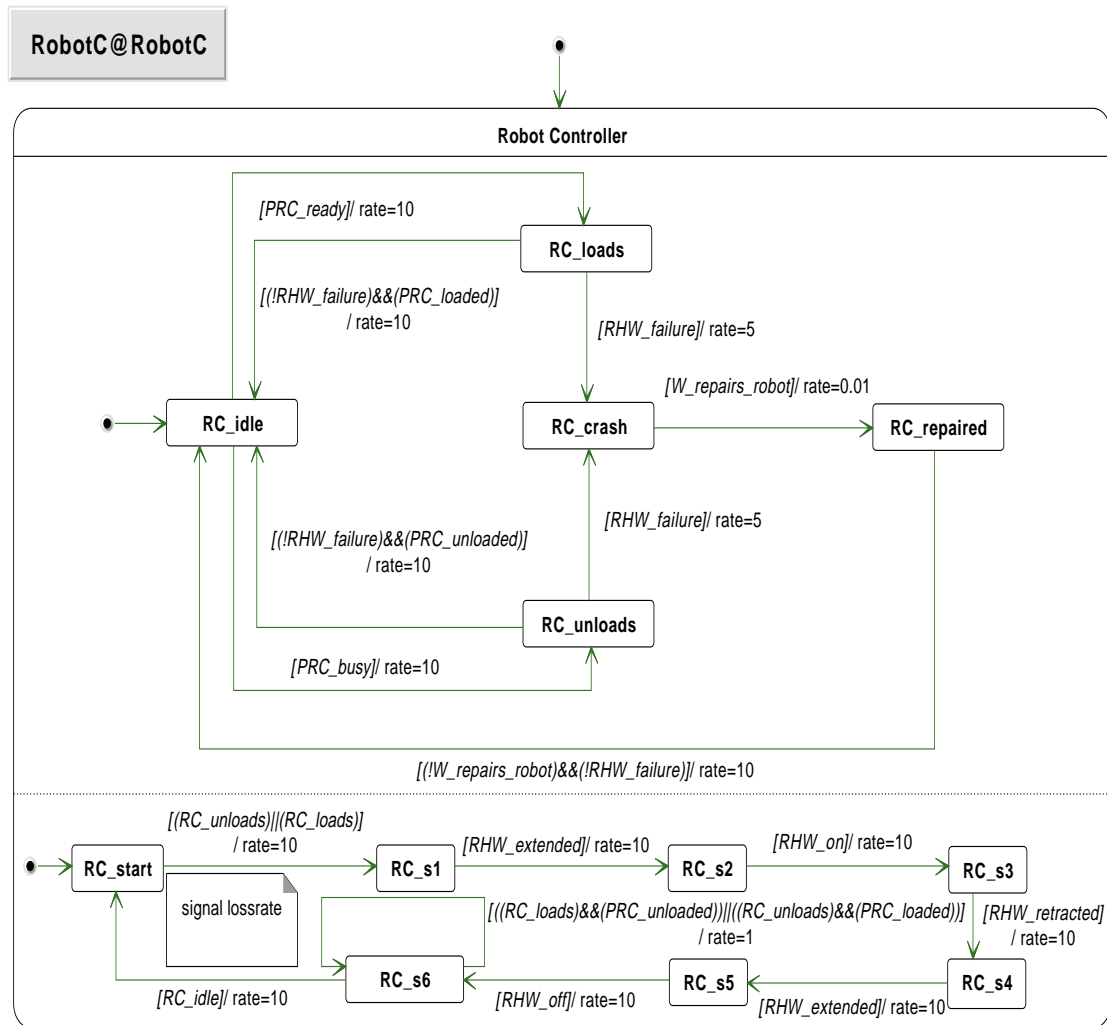 RobotC@RobotC
Robot Controller
[PRC_ready]/ rate=10
RC_loads
[(!RHW_failure)&&(PRC_loaded)]
/ rate=10
[RHW_failure]/ rate=5
[W_repairs_robot]/ rate=0.01
RC_idle
RC_crash
RC_repaired
[RHW_failure]/ rate=5
[(!RHW_failure)&&(PRC_unloaded)]
/ rate=10
RC_unloads
[PRC_busy]/ rate=10
[(!W_repairs_robot)&&(!RHW_failure)]/ rate=10
[(RC_unloads)||(RC_loads)]
/ rate=10
[RHW_extended]/ rate=10
[RHW_on]/ rate=10
RC_start
RC_s1
RC_s2
RC_s3
signal lossrate
[((RC_loads)&&(PRC_unloaded))||((RC_unloads)&&(PRC_loaded))]
/ rate=1
[RHW_retracted]
/ rate=10
RC_s6
RC_s5
RC_s4
[RC_idle]/ rate=10
[RHW_off]/ rate=10
[RHW_extended]/ rate=10